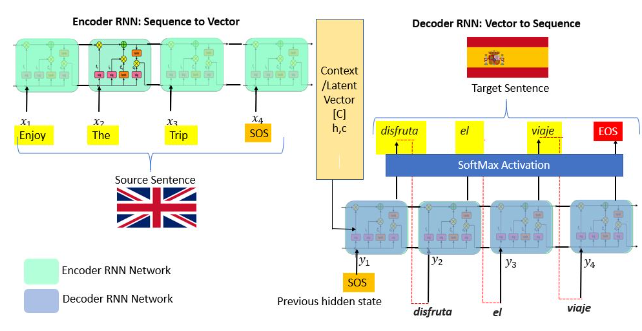 Encoder RNN: Sequence to Vector
Decoder RNN: Vector to Sequence
Context
/Latent
Vector
[C]
h,c
Target Sentence
x1
x2
x3
x4
Enjoy
The
Trip
SOS
Source Sentence
disfruta
el
viaje
EOS
SoftMax Activation
y1
y2
y3
y4
SOS
Previous hidden state
disfruta
el
viaje
Encoder RNN Network
Decoder RNN Network